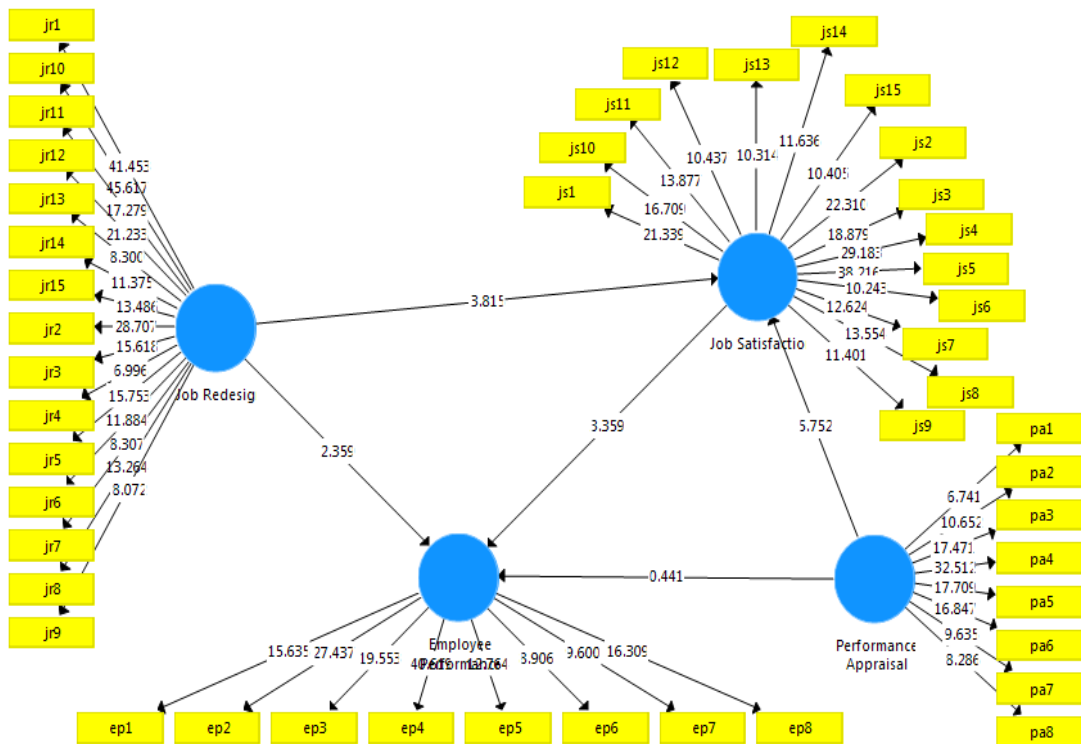 jr1
jr10
jr11
jr12
jr13
jr14
jr15
jr2
jr3
jr4
jr5
jr6
jr7
jr8
jr9
41.453
45.617
17.279
21.233
8.300
11.375
13.486
28.707
15.618
6.996
15.753
11.884
8.307
13.264
8.072
Job Redesig
js1
js10
js11
js12
js13
js14
js15
js2
js3
js4
js5
js6
js7
js8
js9
21.339
16.709
13.877
10.437
10.314
11.636
10.405
22.310
18.879
29.183
38.216
10.243
12.624
13.554
11.401
Job Satisfactio
3.815
2.359
3.359
5.752
0.441
pa1
pa2
pa3
pa4
pa5
pa6
pa7
pa8
6.741
10.652
17.471
32.512
17.709
16.847
9.635
8.286
Performance
Appraisal
Employee
15.635
27.437
19.553
12.764
3.906
9.600
16.309
ep1
ep2
ep3
ep4
ep5
ep6
ep7
ep8